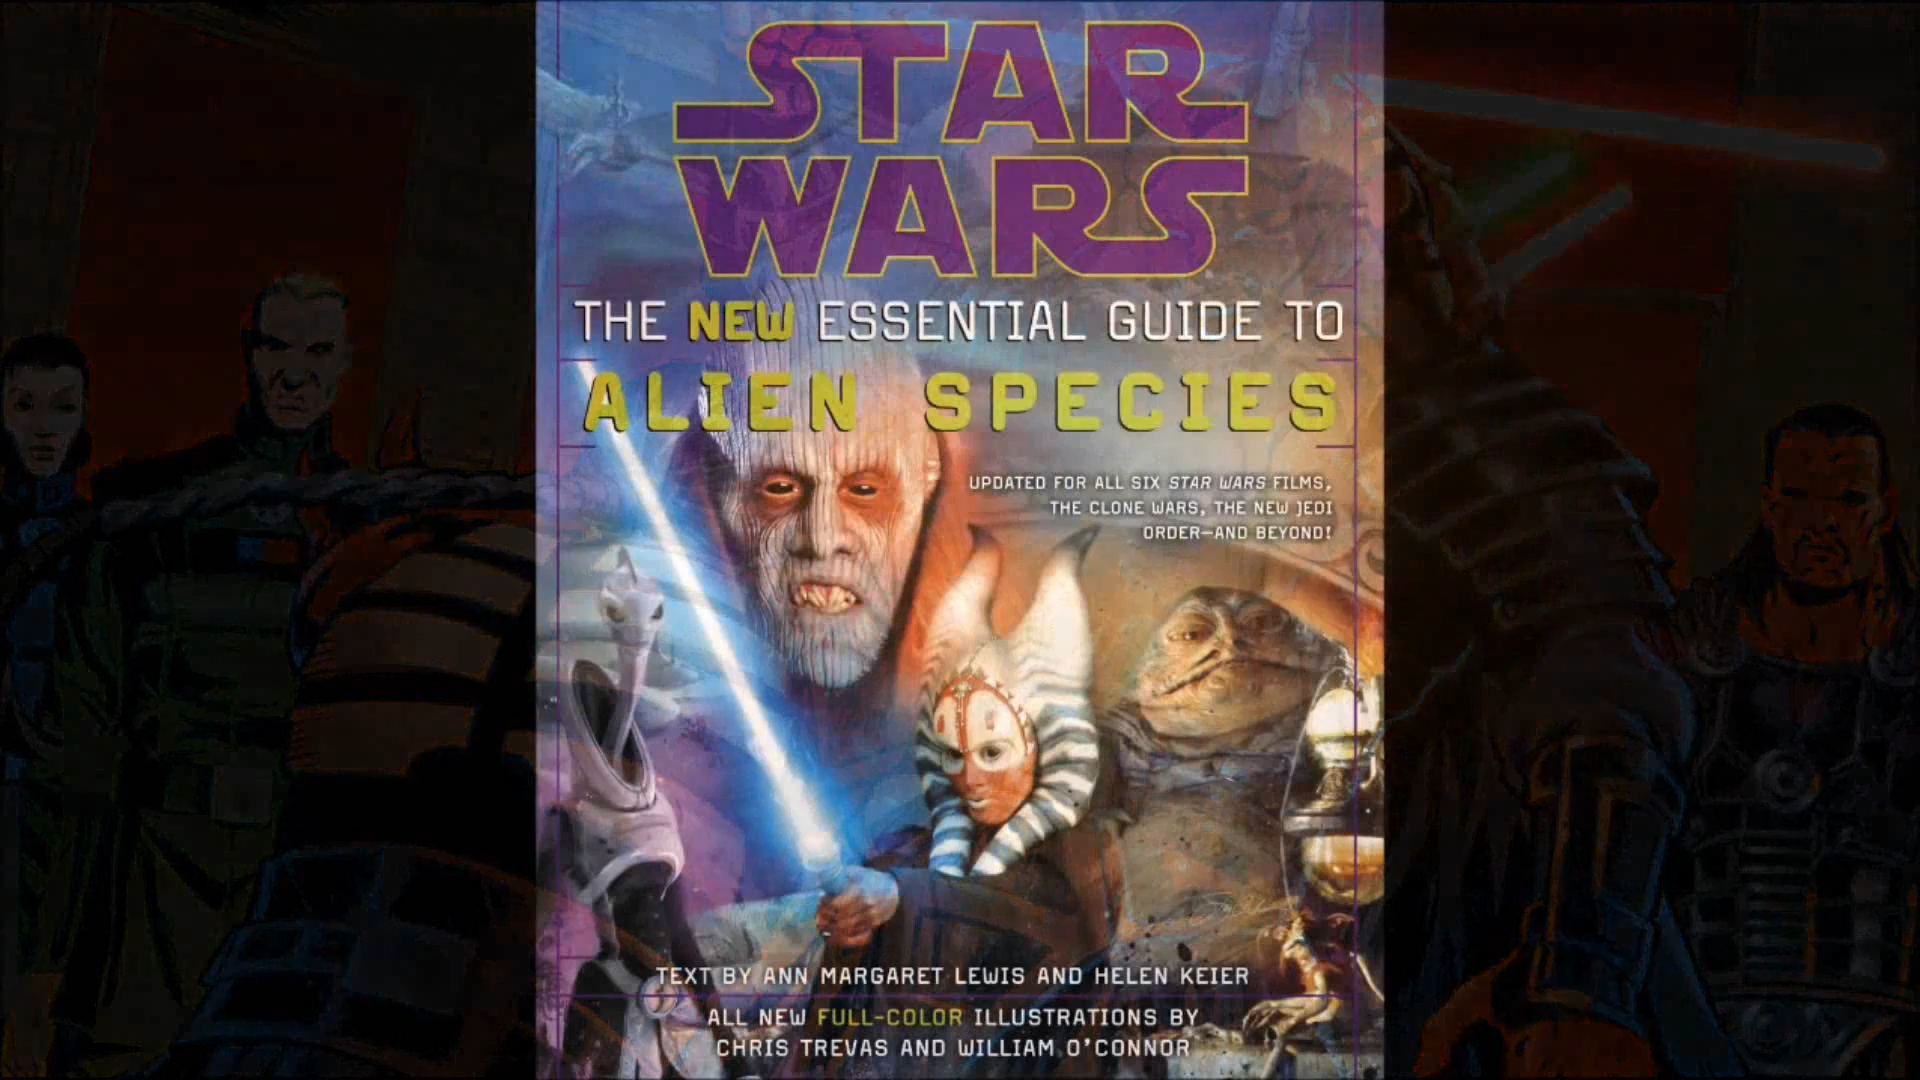 STAR
WARS
THE NEW ESSENTIAL GUIDE TO
ALIEN SPECIES
UPDATED FOR ALL SIX STAR WARS FILMS,
THE CLONE WARS, THE NEW JEDI
ORDER—AND BEYOND!
TEXT BY ANN MARGARET LEWIS AND HELEN KEIER
ALL NEW FULL-COLOR ILLUSTRATIONS BY
CHRIS TREVAS AND WILLIAM O'CONNOR